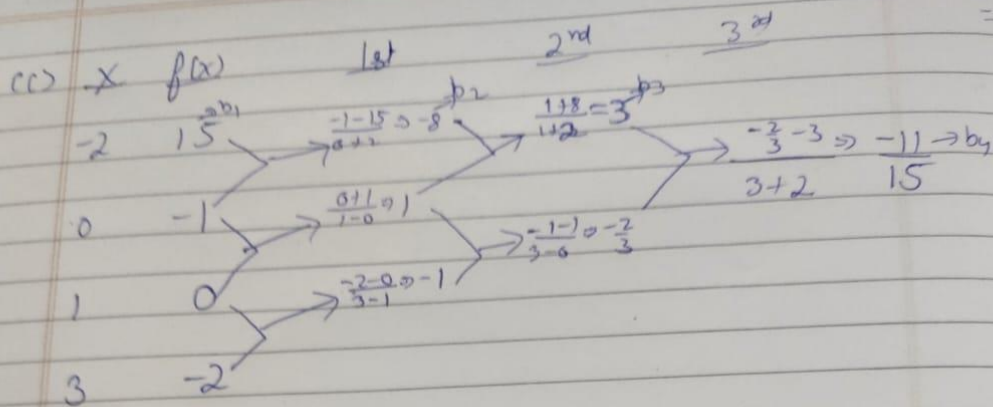 (c) x f(x) 1st 2nd 3rd
-2 15 → b1 (-1-15)/(0+2) ⇒ -8 → b2 (1+8)/(1+2) = 3 → b3 (-2/3 - 3)/(3+2) ⇒ -11/15 → b4
0 -1 (0+1)/(1-0) ⇒ 1 (-1-1)/(3-0) ⇒ -2/3
1 0 (-2-0)/(3-1) ⇒ -1
3 -2